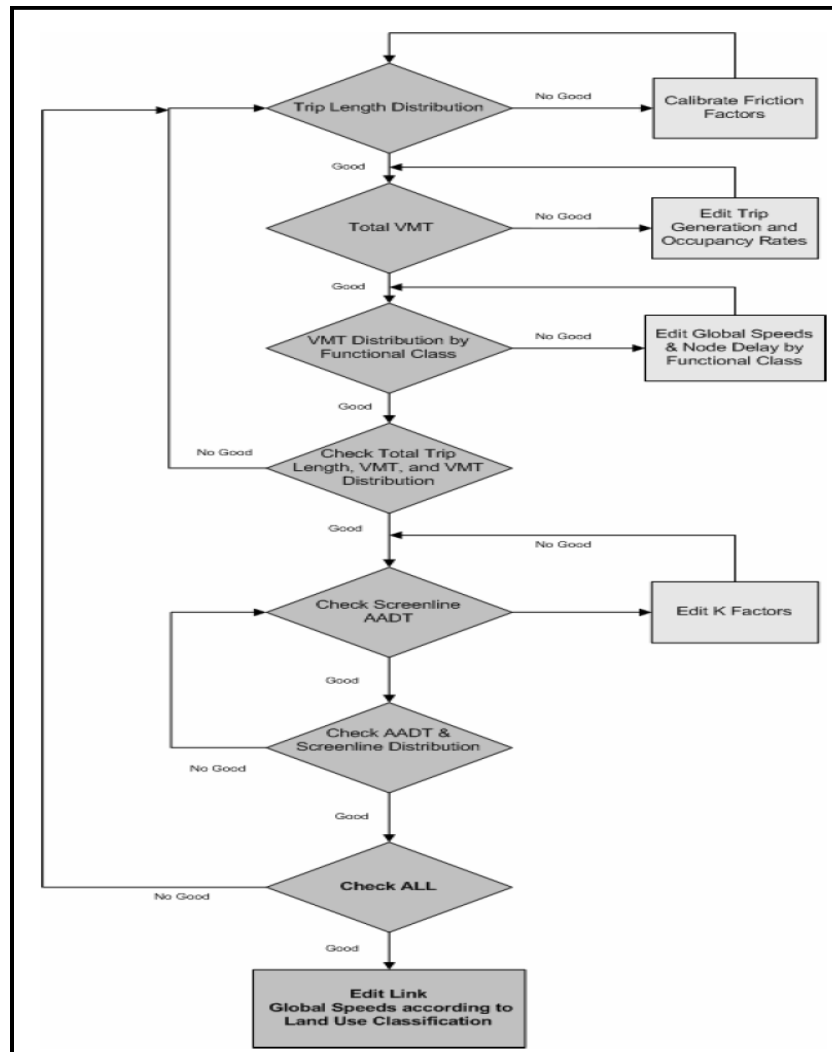 Trip Length Distribution
No Good
Calibrate Friction
Factors
Good
Total VMT
No Good
Edit Trip
Generation and
Occupancy Rates
Good
VMT Distribution by
Functional Class
No Good
Edit Global Speeds
& Node Delay by
Functional Class
Good
No Good
Check Total Trip
Length, VMT, and VMT
Distribution
Good
No Good
Check Screenline
AADT
Edit K Factors
Good
Check AADT &
Screenline Distribution
No Good
Good
Check ALL
No Good
Good
Edit Link
Global Speeds according to
Land Use Classification